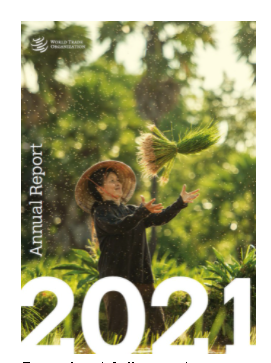 WORLD TRADE
ORGANIZATION
Annual Report
2021